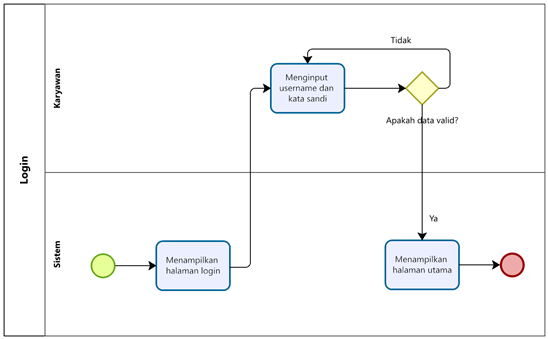 Login
Karyawan
Tidak
Menginput
username dan
kata sandi
Apakah data valid?
Sistem
Menampilkan
halaman login
Ya
Menampilkan
halaman utama